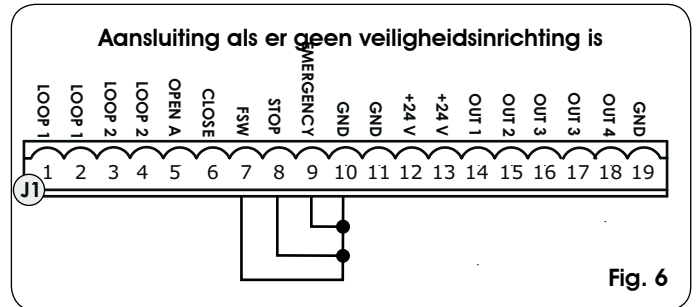 Aansluiting als er geen veiligheidsinrichting is
LOOP 1 LOOP 1 LOOP 2 LOOP 2 OPEN A CLOSE FSW STOP EMERGENCY GND GND +24 V +24 V OUT 1 OUT 2 OUT 3 OUT 3 OUT 4 GND
1 2 3 4 5 6 7 8 9 10 11 12 13 14 15 16 17 18 19
J1
Fig. 6